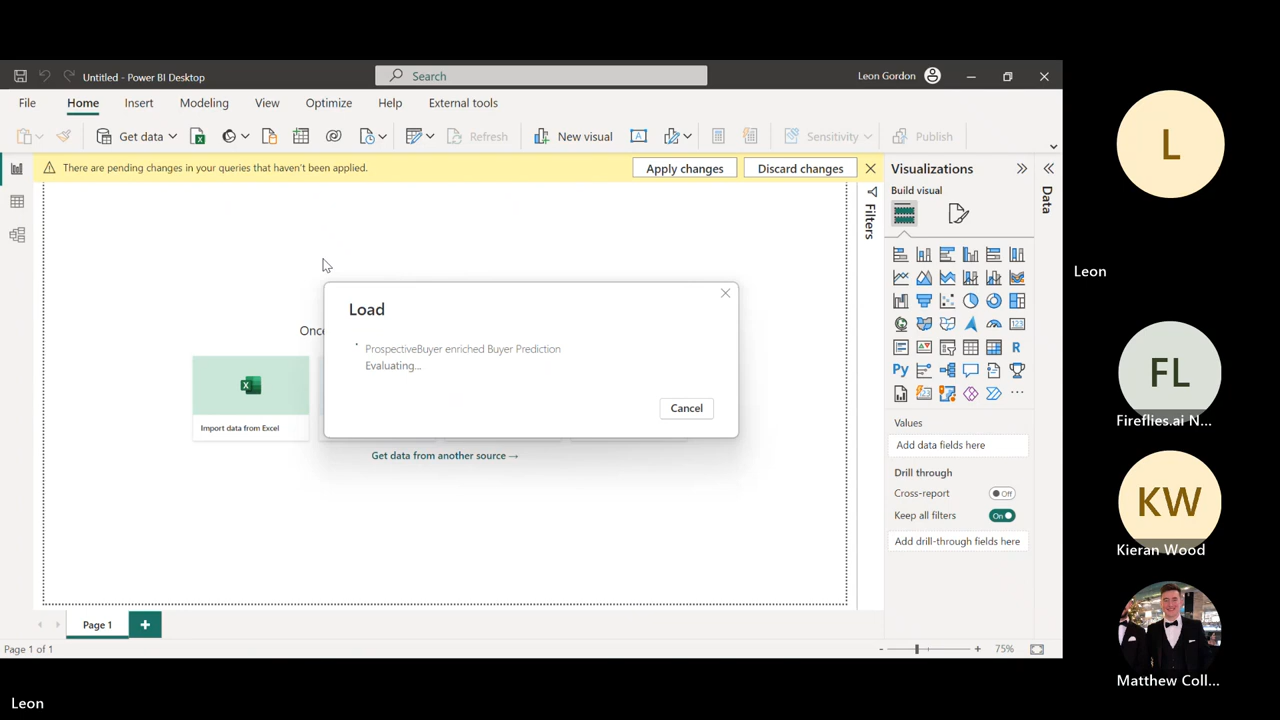 Untitled - Power BI Desktop
Search
Leon Gordon
File
Home
Insert
Modeling
View
Optimize
Help
External tools
Get data
Refresh
New visual
Sensitivity
Publish
There are pending changes in your queries that haven't been applied.
Apply changes
Discard changes
Visualizations
Build visual
Filters
Data
Load
ProspectiveBuyer enriched Buyer Prediction
Evaluating...
Cancel
Once
Import data from Excel
Get data from another source →
R
Py
123
Values
Add data fields here
Drill through
Cross-report
Off
Keep all filters
On
Add drill-through fields here
Page 1
Page 1 of 1
- + 75%
L
Leon
FL
Fireflies.ai N...
KW
Kieran Wood
Matthew Coll...
Leon